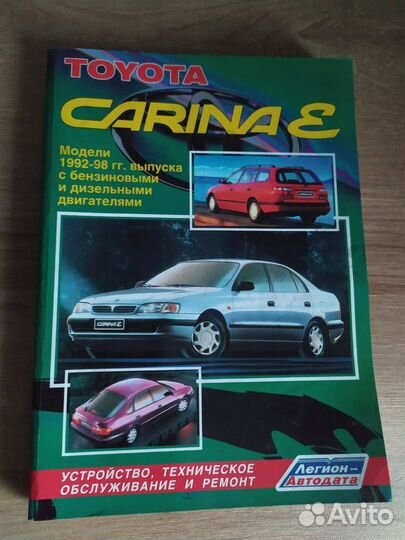 TOYOTA
CARINA E
Модели
1992-98 гг. выпуска
с бензиновыми
и дизельными
двигателями
CARINA E
УСТРОЙСТВО, ТЕХНИЧЕСКОЕ
ОБСЛУЖИВАНИЕ И РЕМОНТ
Легион-
Автодата
Avito